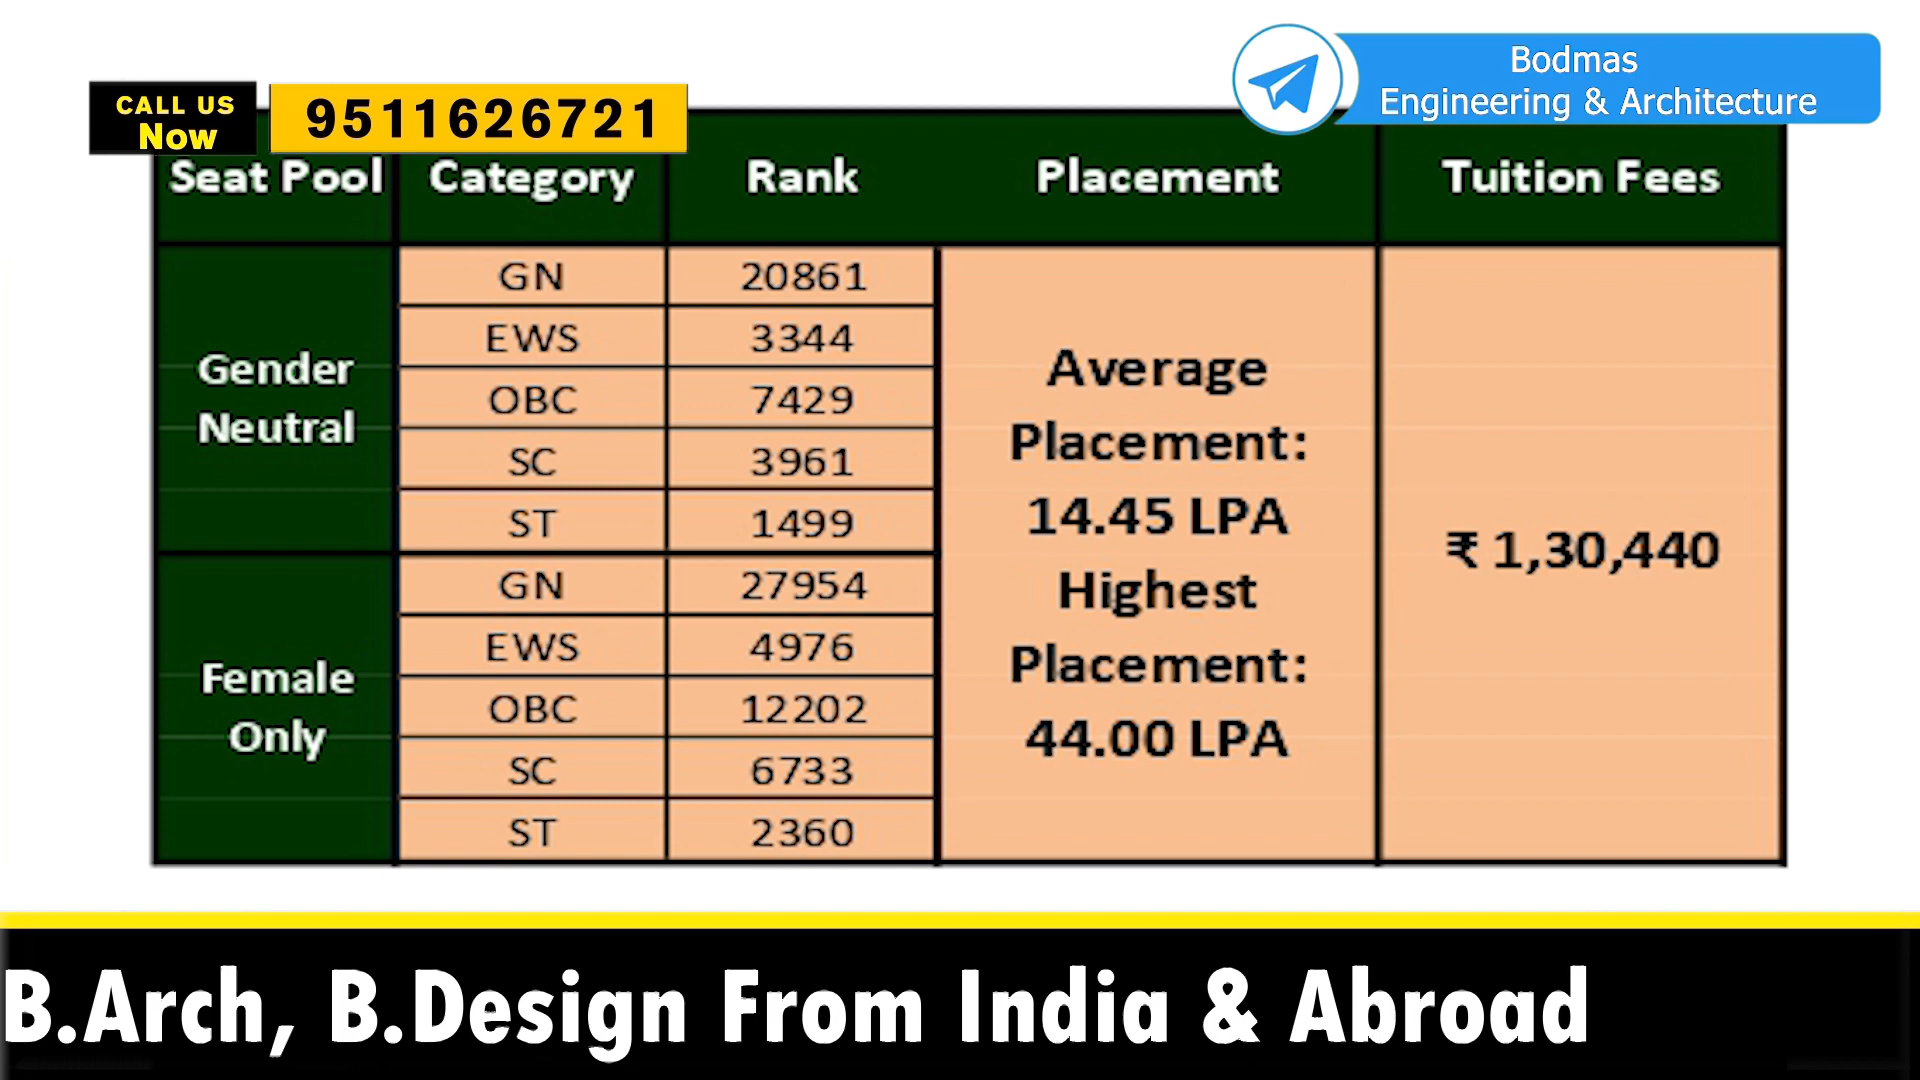 Bodmas
Engineering & Architecture
CALL US
Now
9511626721
Seat Pool Category Rank Placement Tuition Fees
Gender
Neutral
GN 20861
EWS 3344
OBC 7429
SC 3961
ST 1499
Female
Only
GN 27954
EWS 4976
OBC 12202
SC 6733
ST 2360
Average
Placement:
14.45 LPA
Highest
Placement:
44.00 LPA
₹ 1,30,440
B.Arch, B.Design From India & Abroad